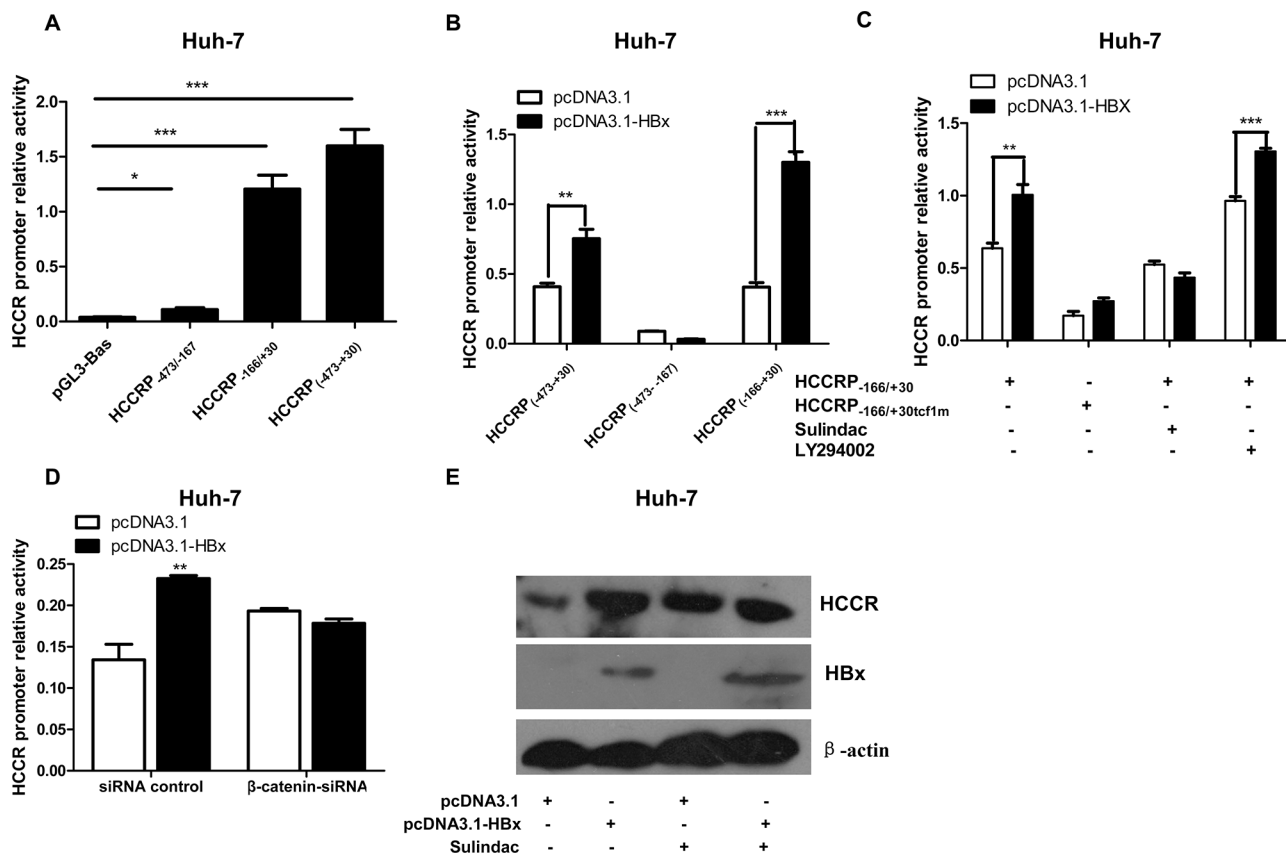 A
Huh-7
HCCR promoter relative activity
2.0
1.5
1.0
0.5
0.0
***
***
*
pGL3-Bas
HCCRP-473/-167
HCCRP-166/+30
HCCRP(-473-+30)
B
Huh-7
pcDNA3.1
pcDNA3.1-HBx
HCCR promoter relative activity
1.5
1.0
0.5
0.0
**
***
HCCRP(-473-+30)
HCCRP(-473- -167)
HCCRP(-166-+30)
C
Huh-7
pcDNA3.1
pcDNA3.1-HBX
HCCR promoter relative activity
1.5
1.0
0.5
0.0
**
***
HCCRP-166/+30 + - + +
HCCRP-166/+30tcf1m - + - -
Sulindac - - + -
LY294002 - - - +
D
Huh-7
pcDNA3.1
pcDNA3.1-HBx
HCCR promoter relative activity
0.25
0.20
0.15
0.10
0.05
0.00
**
siRNA control
β-catenin-siRNA
E
Huh-7
HCCR
HBx
β-actin
pcDNA3.1 + - + -
pcDNA3.1-HBx - + - +
Sulindac - - + +